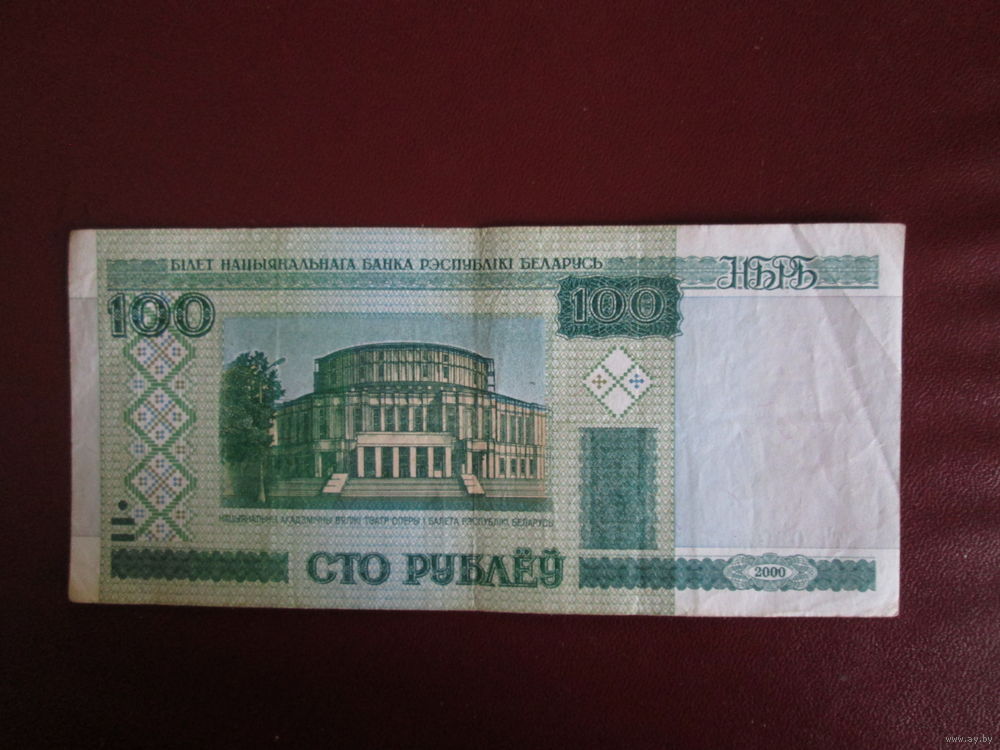 БІЛЕТ НАЦЫЯНАЛЬНАГА БАНКА РЭСПУБЛІКІ БЕЛАРУСЬ
НБРБ
100
100
НАЦЫЯНАЛЬНЫ АКАДЭМІЧНЫ ВЯЛІКІ ТЭАТР ОПЕРЫ І БАЛЕТА РЭСПУБЛІКІ БЕЛАРУСЬ
СТО РУБЛЁЎ
2000
www.ay.by